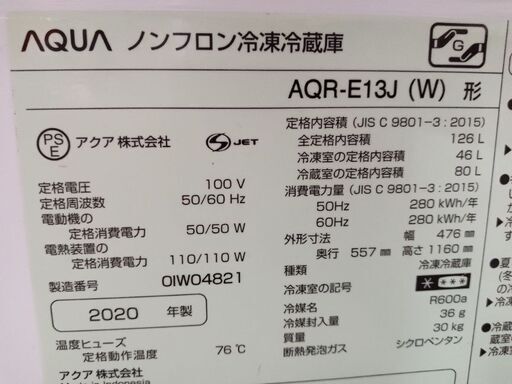 AQUA ノンフロン冷凍冷蔵庫
G
AQR-E13J (W) 形
PS
E
アクア 株式会社
S JET
定格電圧 100 V
定格周波数 50/60 Hz
電動機の
定格消費電力 50/50 W
電熱装置の
定格消費電力 110/110 W
製造番号 0IW04821
2020 年製
温度ヒューズ
定格動作温度 76℃
アクア 株式会社
Made in Indonesia
定格内容積 (JIS C 9801-3 : 2015)
全定格内容積 126 L
冷凍室の定格内容積 46 L
冷蔵室の定格内容積 80 L
消費電力量 (JIS C 9801-3 : 2015)
50Hz 280 kWh/年
60Hz 280 kWh/年
外形寸法 幅 476 ㎜
奥行 557 ㎜ 高さ 1160 ㎜
種類 冷凍冷蔵庫
冷凍室の記号
冷媒名 R600a
冷媒封入量 36 g
質量 30 kg
断熱発泡ガス シクロペンタン